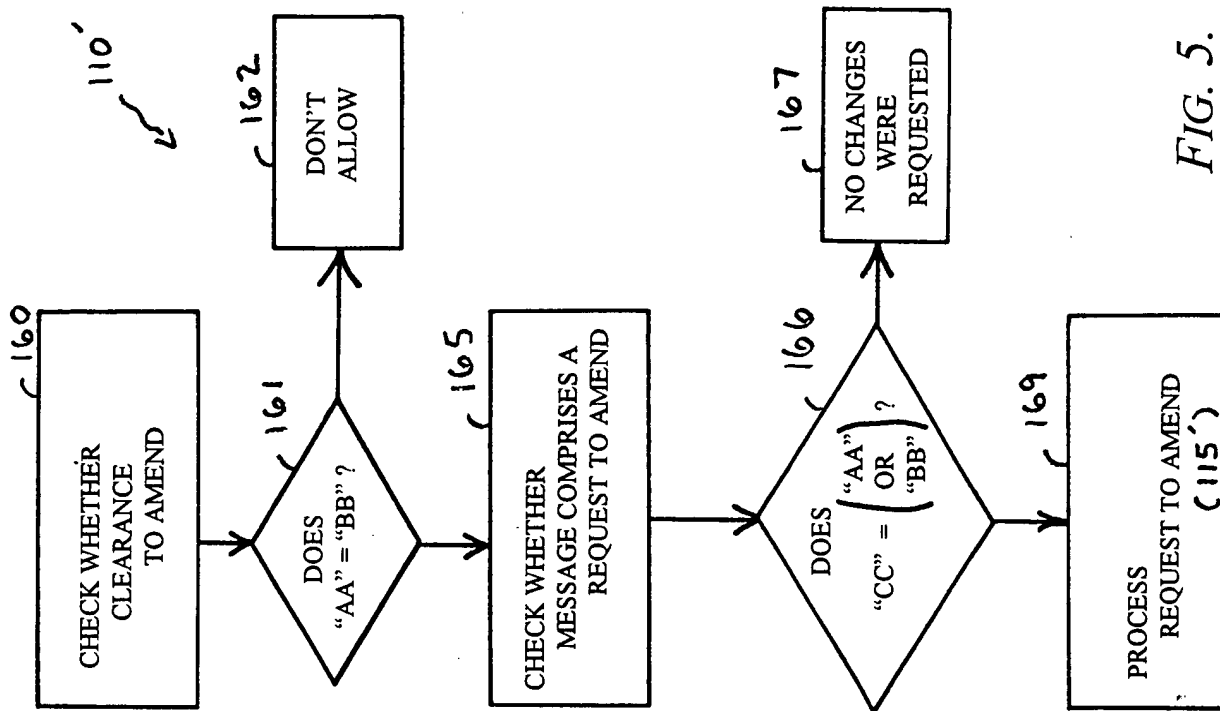 110'
160
CHECK WHETHER
CLEARANCE
TO AMEND
161
DOES
"AA" = "BB" ?
162
DON'T
ALLOW
165
CHECK WHETHER
MESSAGE COMPRISES A
REQUEST TO AMEND
166
DOES
"CC" = ( "AA" OR "BB" ) ?
167
NO CHANGES
WERE
REQUESTED
169
PROCESS
REQUEST TO AMEND
(115')
FIG. 5.